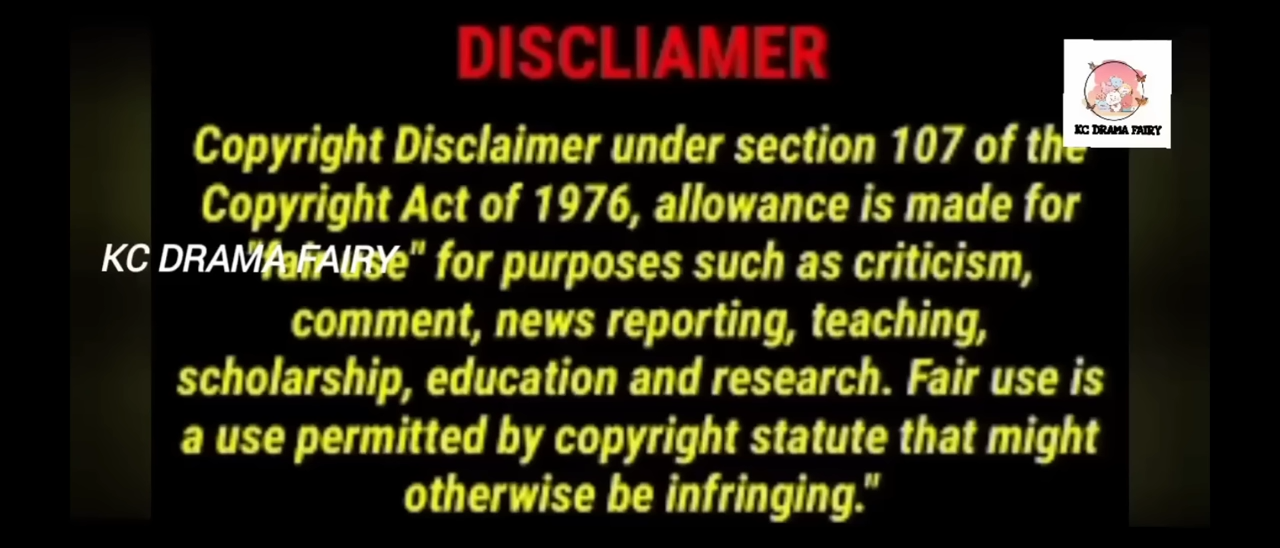 DISCLIAMER
KC DRAMA FAIRY
Copyright Disclaimer under section 107 of the
Copyright Act of 1976, allowance is made for
"fair use" for purposes such as criticism,
KC DRAMA FAIRY
comment, news reporting, teaching,
scholarship, education and research. Fair use is
a use permitted by copyright statute that might
otherwise be infringing."